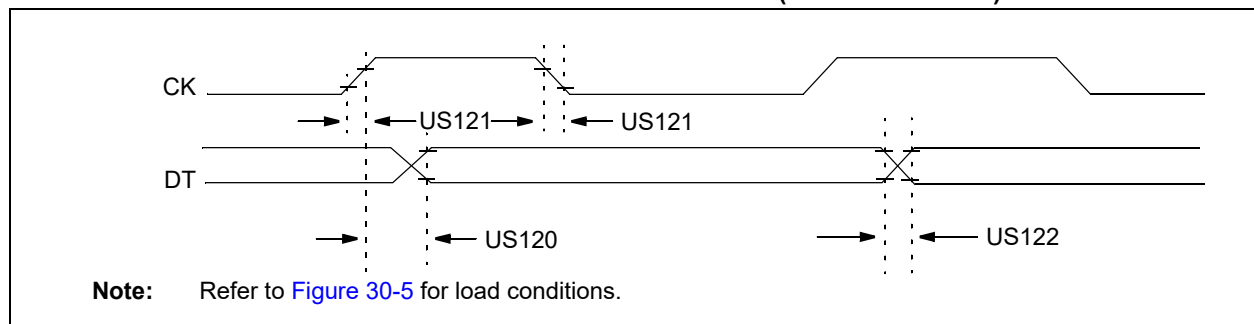 CK
US121 US121
DT
US120 US122
Note: Refer to Figure 30-5 for load conditions.